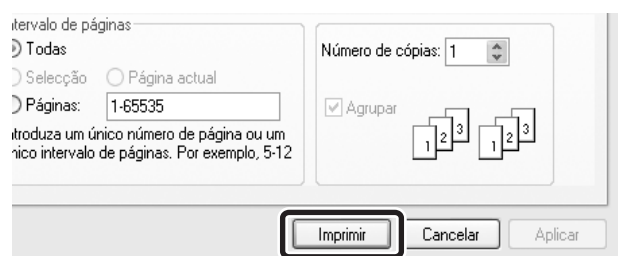 ntervalo de páginas
Todas
Selecção Página actual
Páginas: 1-65535
ntroduza um único número de página ou um
nico intervalo de páginas. Por exemplo, 5-12
Número de cópias: 1
Agrupar
1 2 3 1 2 3
Imprimir Cancelar Aplicar